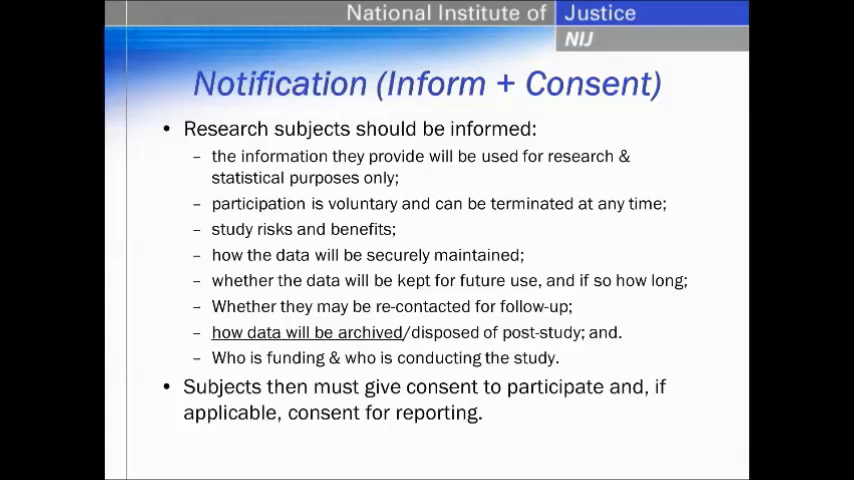 National Institute of Justice
NIJ
Notification (Inform + Consent)
• Research subjects should be informed:
– the information they provide will be used for research &
statistical purposes only;
– participation is voluntary and can be terminated at any time;
– study risks and benefits;
– how the data will be securely maintained;
– whether the data will be kept for future use, and if so how long;
– Whether they may be re-contacted for follow-up;
– how data will be archived/disposed of post-study; and.
– Who is funding & who is conducting the study.
• Subjects then must give consent to participate and, if
applicable, consent for reporting.